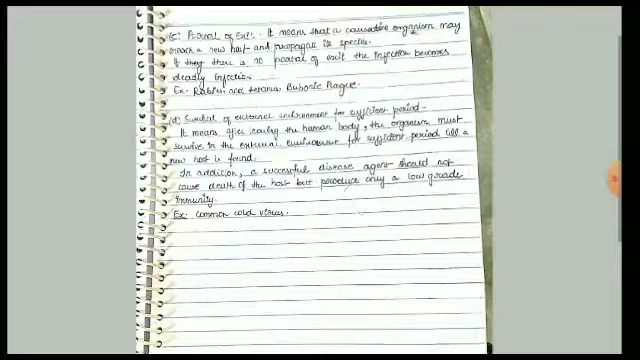 (c) Portal of Exit - It means that a causative organism may
reach a new host and propagate its species.
If they there is no portal of exit the infection becomes
deadly infection.
Ex - Rabies, and tetanus Bubonic Plague
(d) Survival of external environment for sufficient period -
It means after leaving the human body, the organism must
survive in the external environment for sufficient period till a
new host is found.
In addition, a successful disease agent should not
cause death of the host but produce only a low grade
immunity.
Ex: common cold virus.